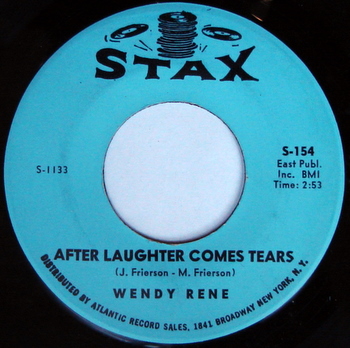 STAX
S-1133
S-154
East Publ.
Inc. BMI
Time: 2:53
AFTER LAUGHTER COMES TEARS
(J. Frierson - M. Frierson)
WENDY RENE
DISTRIBUTED BY ATLANTIC RECORD SALES, 1841 BROADWAY NEW YORK, N. Y.